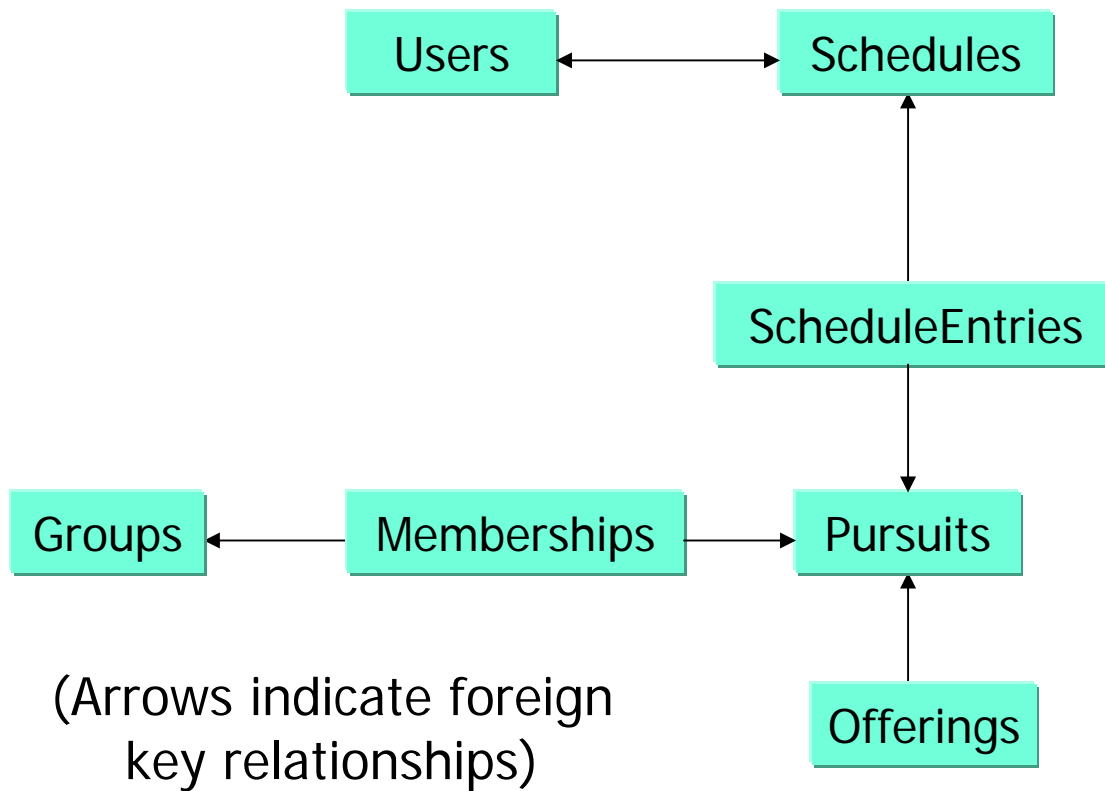 Users
Schedules
ScheduleEntries
Groups
Memberships
Pursuits
(Arrows indicate foreign
key relationships)
Offerings